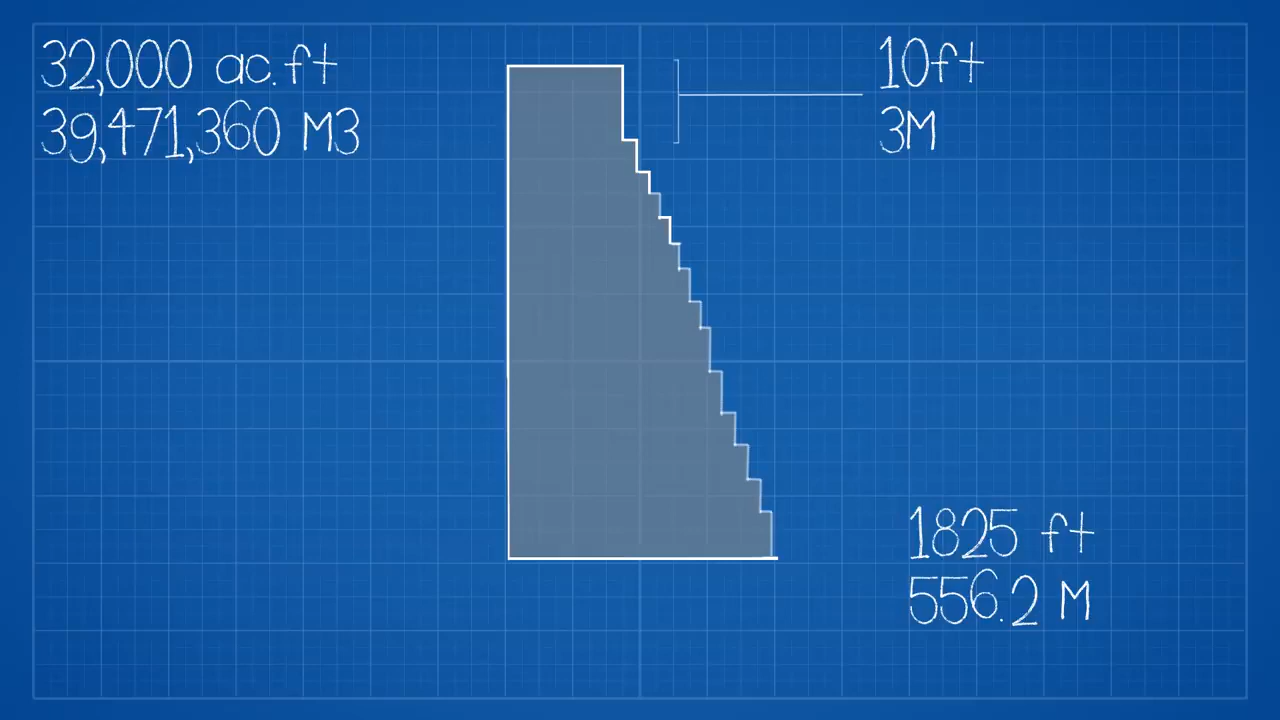 32,000 ac.ft
39,471,360 M3
10ft
3M
1825 ft
556.2 M